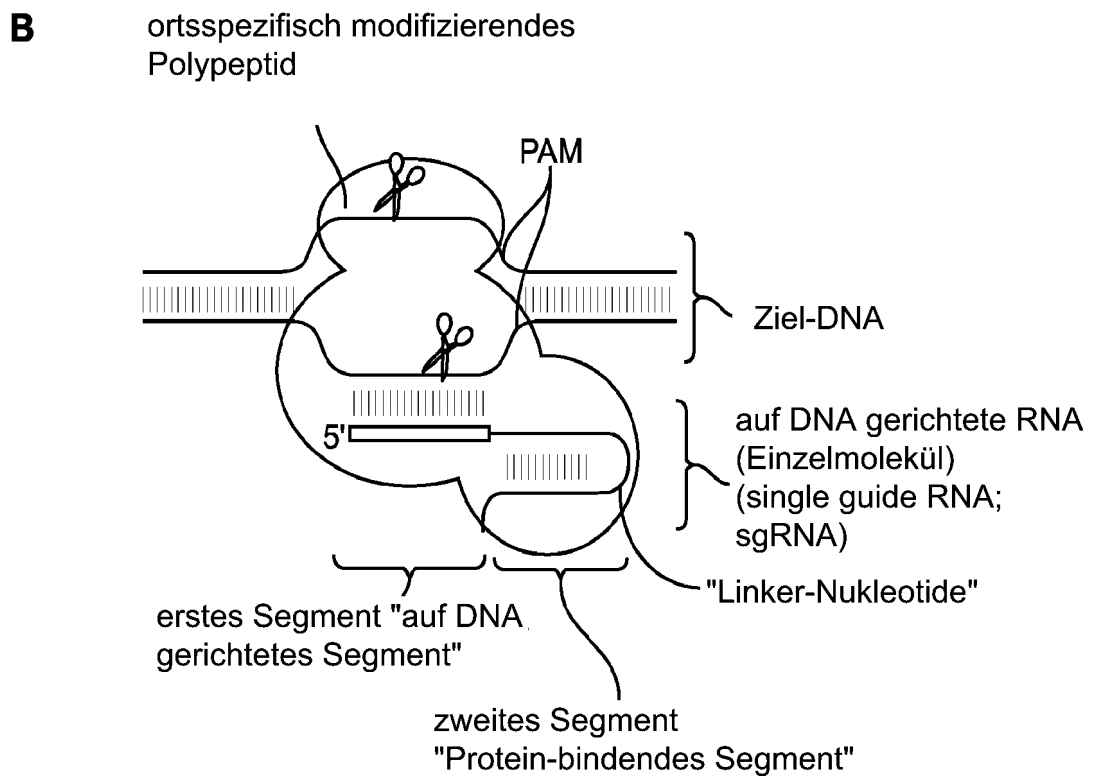 B
ortsspezifisch modifizierendes
Polypeptid
PAM
Ziel-DNA
5'
auf DNA gerichtete RNA
(Einzelmolekül)
(single guide RNA;
sgRNA)
"Linker-Nukleotide"
erstes Segment "auf DNA
gerichtetes Segment"
zweites Segment
"Protein-bindendes Segment"